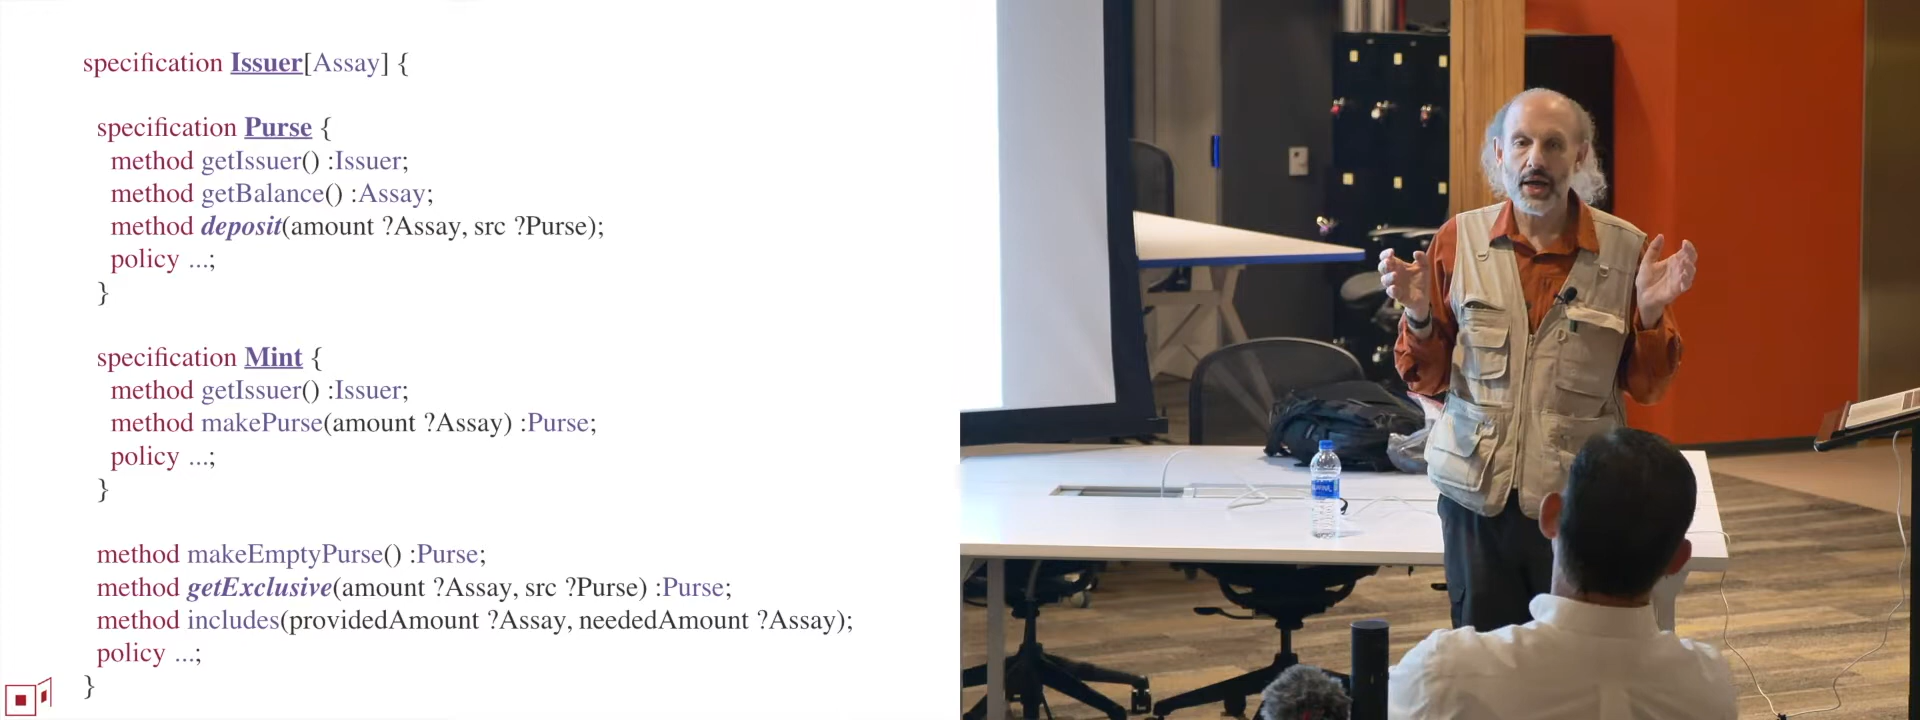 specification Issuer[Assay] {
specification Purse {
method getIssuer() :Issuer;
method getBalance() :Assay;
method deposit(amount ?Assay, src ?Purse);
policy ...;
}
specification Mint {
method getIssuer() :Issuer;
method makePurse(amount ?Assay) :Purse;
policy ...;
}
method makeEmptyPurse() :Purse;
method getExclusive(amount ?Assay, src ?Purse) :Purse;
method includes(providedAmount ?Assay, neededAmount ?Assay);
policy ...;
}